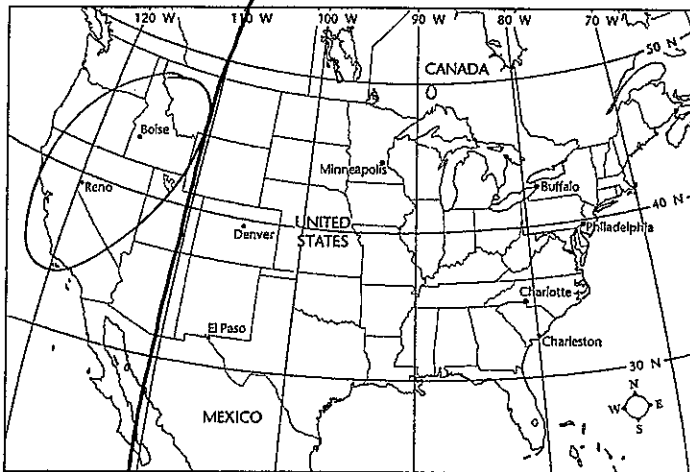 120 W
110 W
100 W
90 W
80 W
70 W
50 N
CANADA
Boise
Minneapolis
Reno
Buffalo
40 N
Denver
UNITED
STATES
Philadelphia
Charlotte
El Paso
Charleston
30 N
MEXICO
N
W
E
S